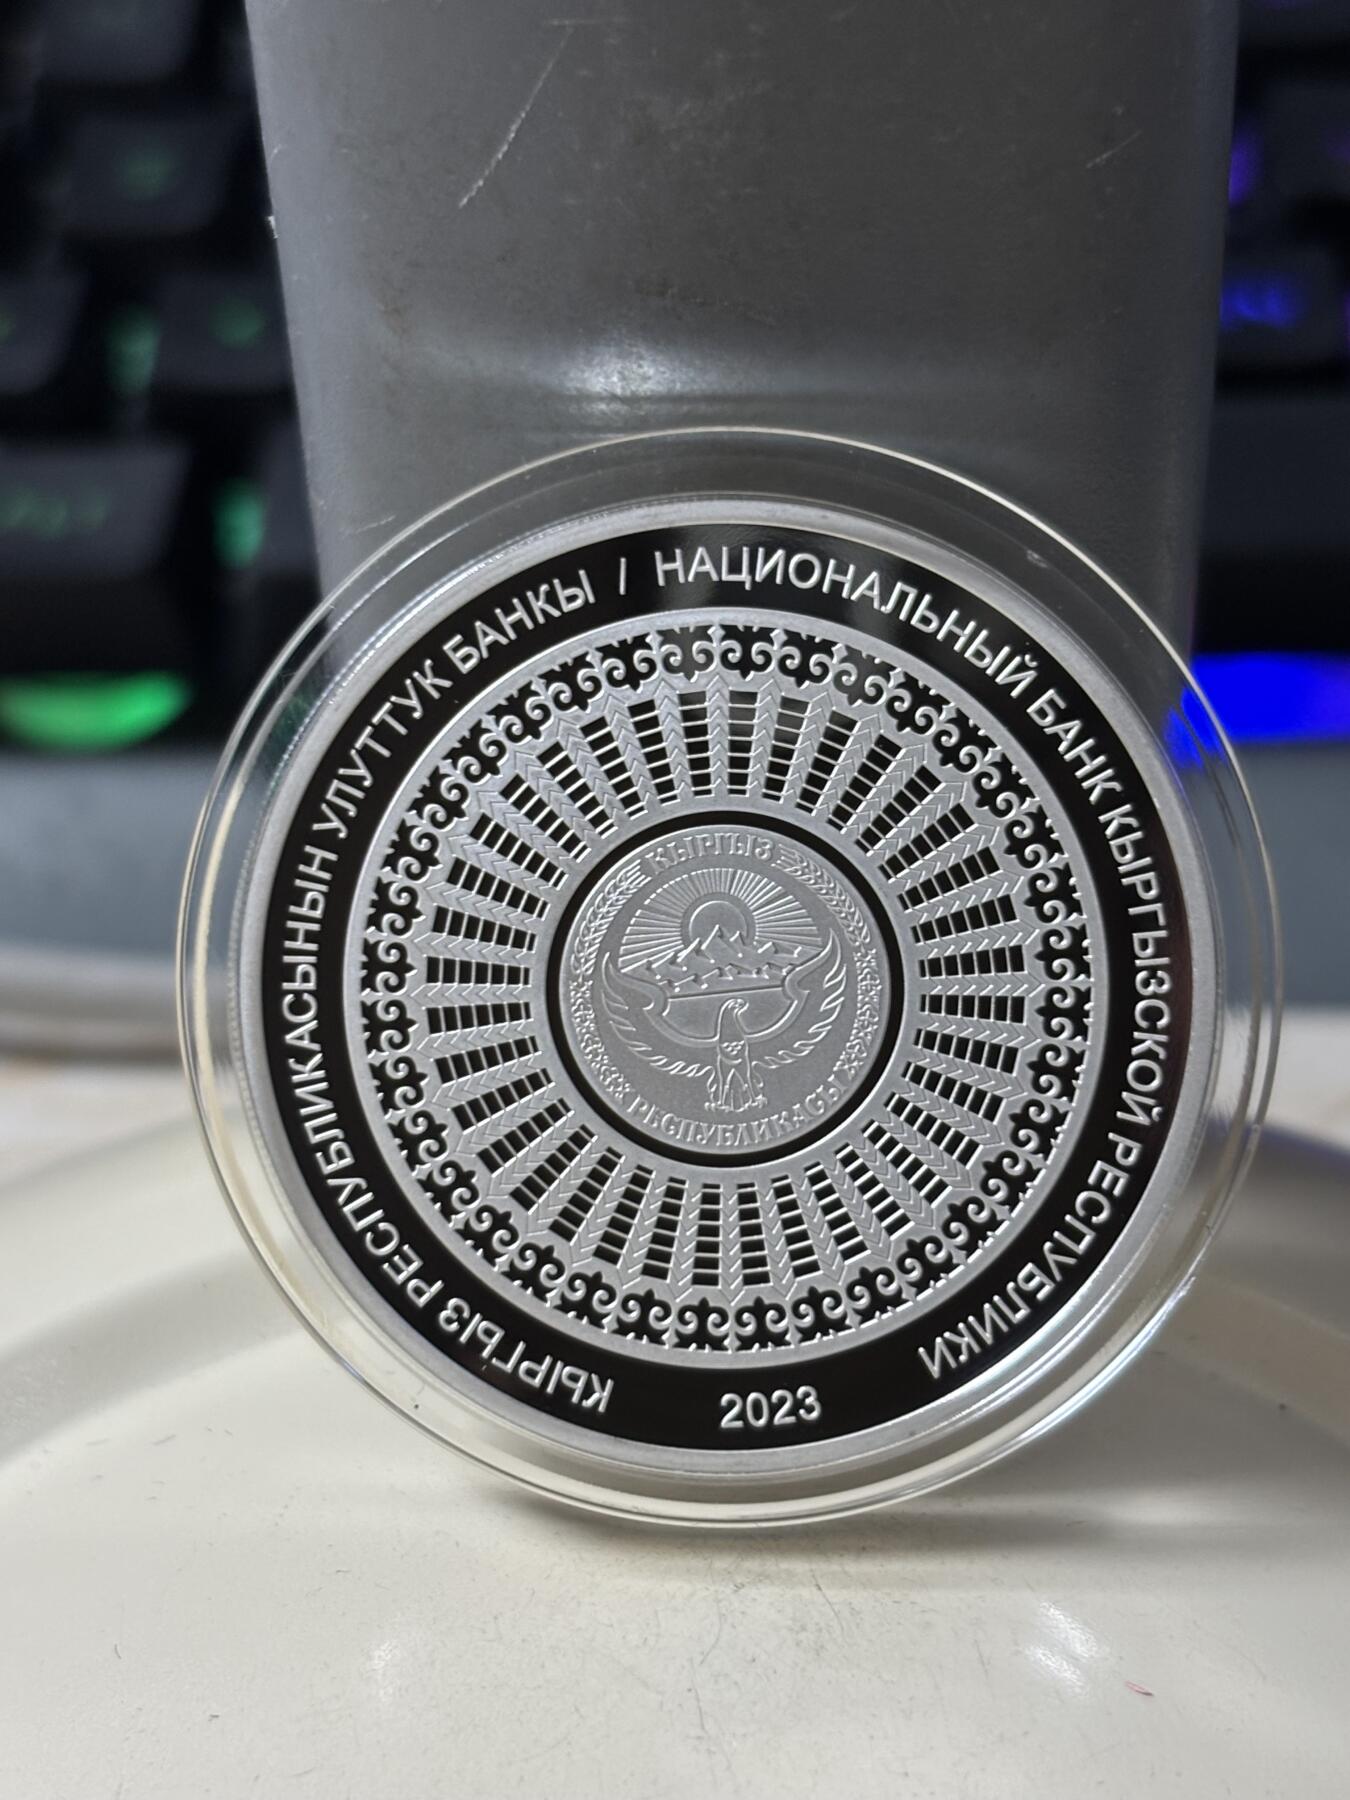 КЫРГЫЗ РЕСПУБЛИКАСЫНЫН УЛУТТУК БАНКЫ / НАЦИОНАЛЬНЫЙ БАНК КЫРГЫЗСКОЙ РЕСПУБЛИКИ
КЫРГЫЗ
РЕСПУБЛИКАСЫ
2023